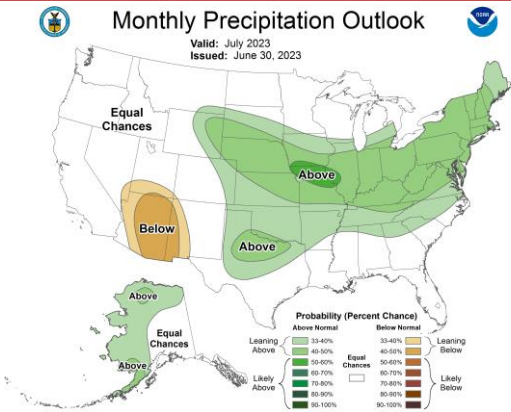 Monthly Precipitation Outlook
Valid: July 2023
Issued: June 30, 2023
NOAA
Equal
Chances
Above
Below
Above
Above
Equal
Chances
Above
Probability (Percent Chance)
Above Normal
Below Normal
Leaning
Above
33-40%
40-50%
50-60%
Likely
Above
60-70%
70-80%
80-90%
90-100%
Equal
Chances
33-40%
40-50%
50-60%
Leaning
Below
60-70%
70-80%
80-90%
90-100%
Likely
Below